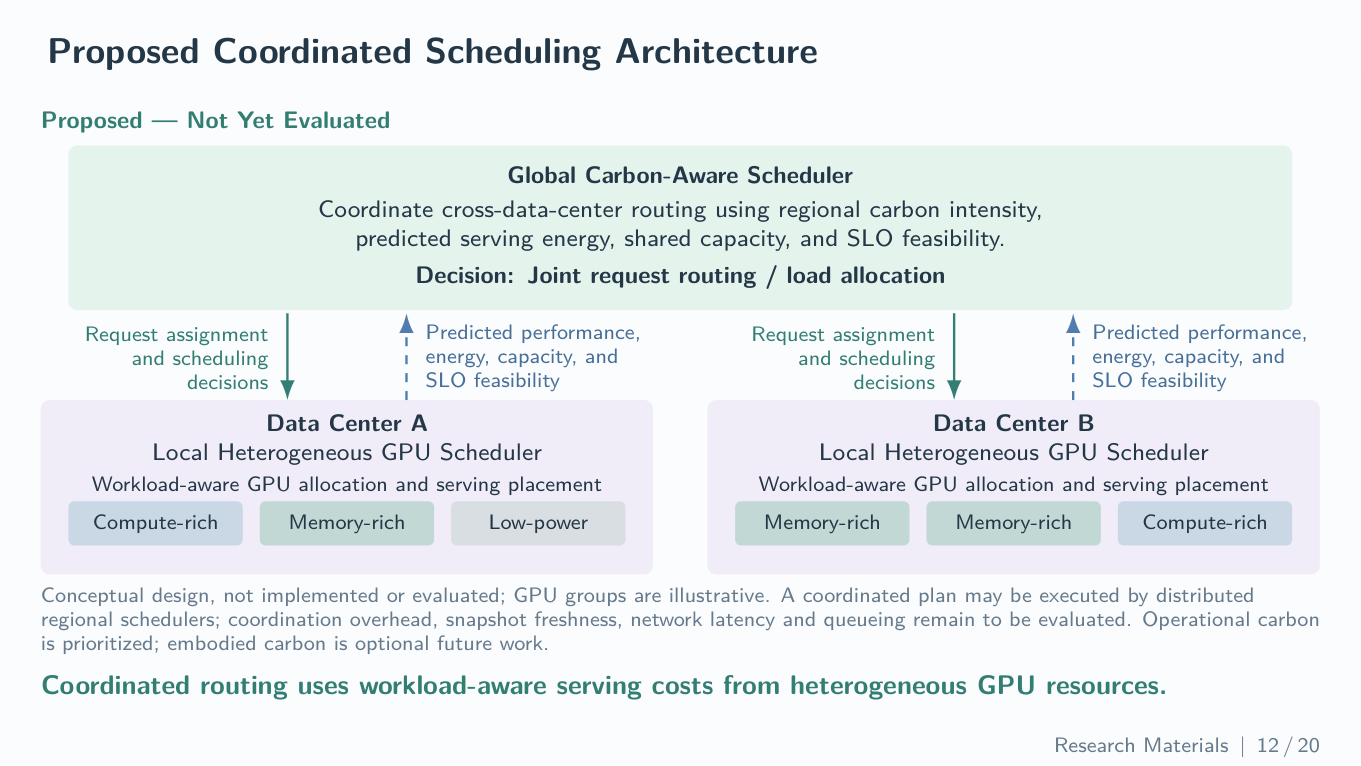 Proposed Coordinated Scheduling Architecture
Proposed — Not Yet Evaluated
Global Carbon-Aware Scheduler
Coordinate cross-data-center routing using regional carbon intensity,
predicted serving energy, shared capacity, and SLO feasibility.
Decision: Joint request routing / load allocation
Request assignment
and scheduling
decisions
Predicted performance,
energy, capacity, and
SLO feasibility
Request assignment
and scheduling
decisions
Predicted performance,
energy, capacity, and
SLO feasibility
Data Center A
Local Heterogeneous GPU Scheduler
Workload-aware GPU allocation and serving placement
Compute-rich
Memory-rich
Low-power
Data Center B
Local Heterogeneous GPU Scheduler
Workload-aware GPU allocation and serving placement
Memory-rich
Memory-rich
Compute-rich
Conceptual design, not implemented or evaluated; GPU groups are illustrative. A coordinated plan may be executed by distributed
regional schedulers; coordination overhead, snapshot freshness, network latency and queueing remain to be evaluated. Operational carbon
is prioritized; embodied carbon is optional future work.
Coordinated routing uses workload-aware serving costs from heterogeneous GPU resources.
Research Materials | 12 / 20